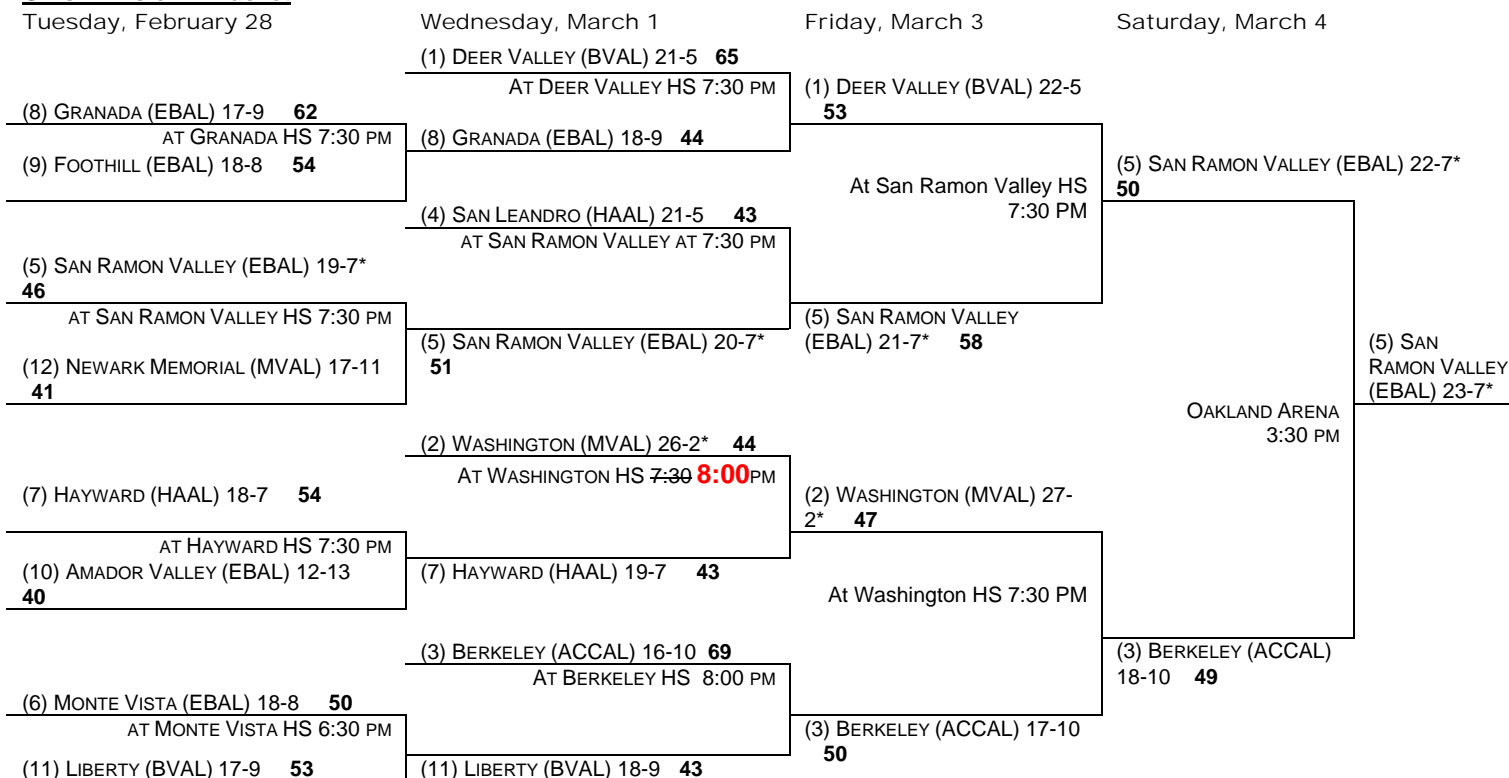 Tuesday, February 28
Wednesday, March 1
Friday, March 3
Saturday, March 4
(8) GRANADA (EBAL) 17-9 62
AT GRANADA HS 7:30 PM
(9) FOOTHILL (EBAL) 18-8 54
(5) SAN RAMON VALLEY (EBAL) 19-7*
46
AT SAN RAMON VALLEY HS 7:30 PM
(12) NEWARK MEMORIAL (MVAL) 17-11
41
(7) HAYWARD (HAAL) 18-7 54
AT HAYWARD HS 7:30 PM
(10) AMADOR VALLEY (EBAL) 12-13
40
(6) MONTE VISTA (EBAL) 18-8 50
AT MONTE VISTA HS 6:30 PM
(11) LIBERTY (BVAL) 17-9 53
(1) DEER VALLEY (BVAL) 21-5 65
AT DEER VALLEY HS 7:30 PM
(8) GRANADA (EBAL) 18-9 44
(4) SAN LEANDRO (HAAL) 21-5 43
AT SAN RAMON VALLEY AT 7:30 PM
(5) SAN RAMON VALLEY (EBAL) 20-7*
51
(2) WASHINGTON (MVAL) 26-2* 44
AT WASHINGTON HS 7:30 8:00PM
(7) HAYWARD (HAAL) 19-7 43
(3) BERKELEY (ACCAL) 16-10 69
AT BERKELEY HS 8:00 PM
(11) LIBERTY (BVAL) 18-9 43
(1) DEER VALLEY (BVAL) 22-5
53
At San Ramon Valley HS
7:30 PM
(5) SAN RAMON VALLEY
(EBAL) 21-7* 58
(2) WASHINGTON (MVAL) 27-
2* 47
At Washington HS 7:30 PM
(3) BERKELEY (ACCAL) 17-10
50
(5) SAN RAMON VALLEY (EBAL) 22-7*
50
OAKLAND ARENA
3:30 PM
(3) BERKELEY (ACCAL)
18-10 49
(5) SAN
RAMON VALLEY
(EBAL) 23-7*